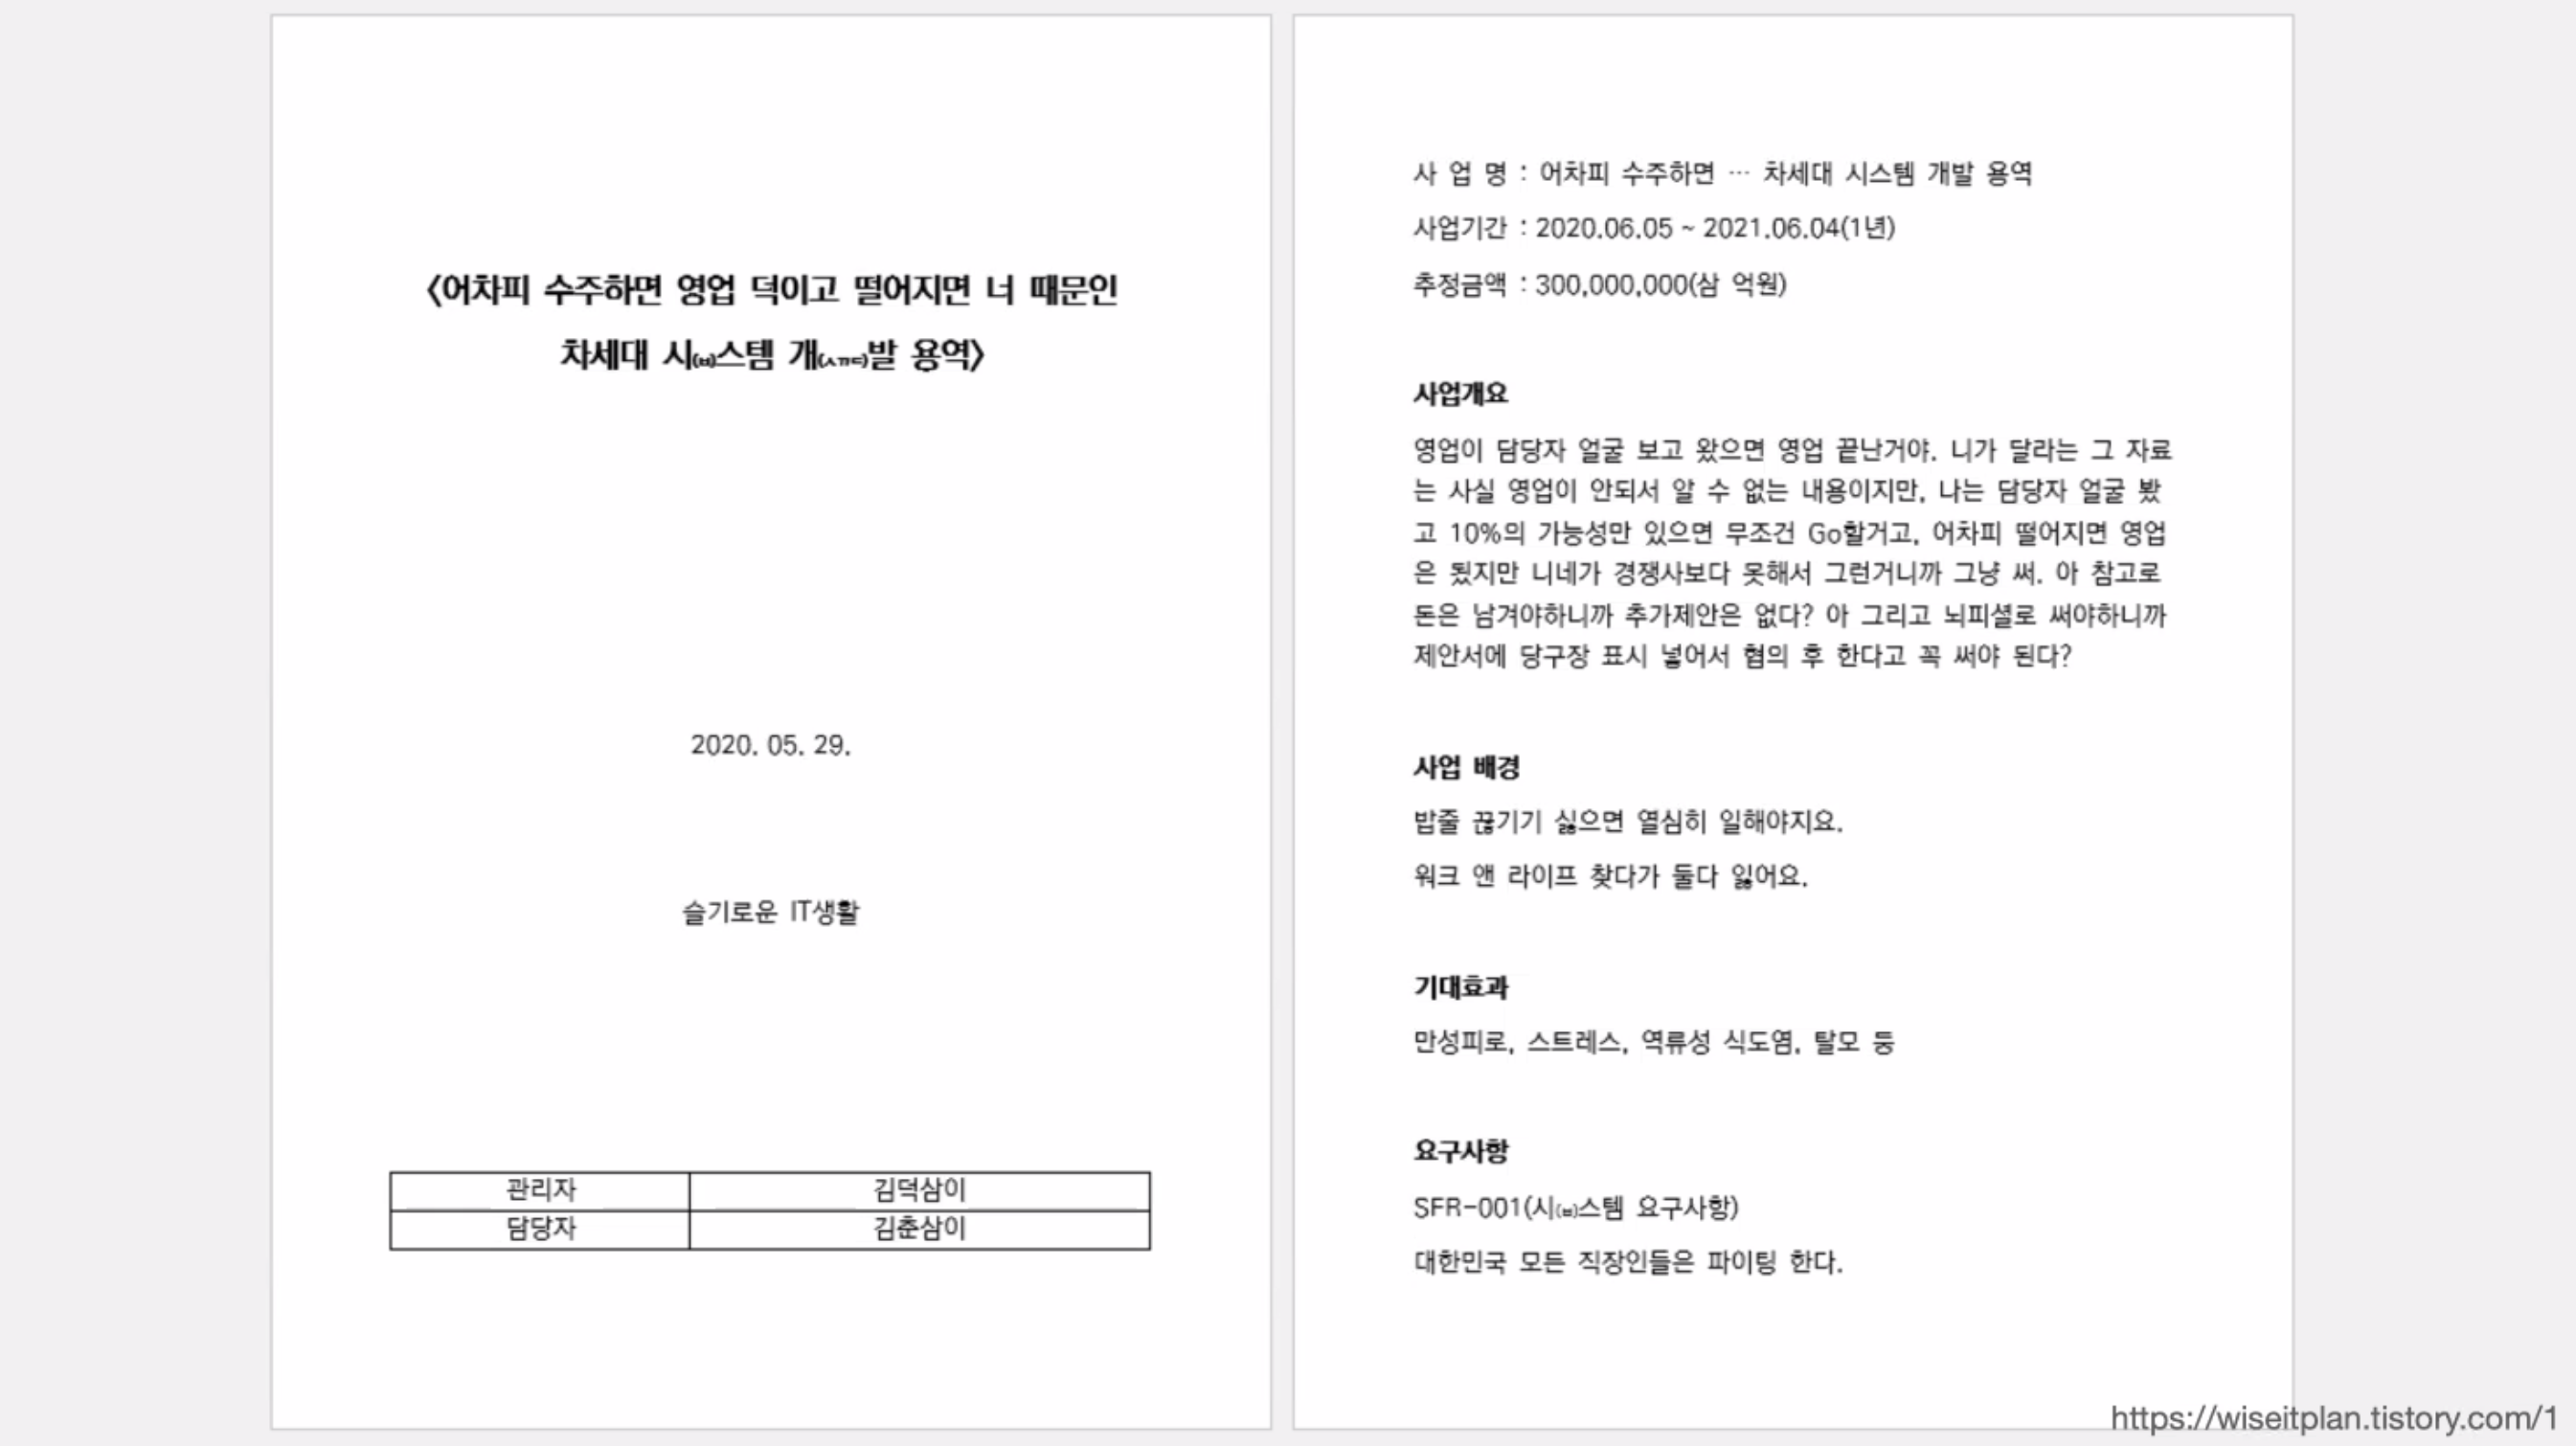 <어차피 수주하면 영업 덕이고 떨어지면 너 때문인
차세대 시(ㅂ)스템 개(ㅅㄲㄷ)발 용역>
2020. 05. 29.
슬기로운 IT생활
관리자 김덕삼이
담당자 김춘삼이
사 업 명 : 어차피 수주하면 … 차세대 시스템 개발 용역
사업기간 : 2020.06.05 ~ 2021.06.04(1년)
추정금액 : 300,000,000(삼 억원)
사업개요
영업이 담당자 얼굴 보고 왔으면 영업 끝난거야. 니가 달라는 그 자료
는 사실 영업이 안되서 알 수 없는 내용이지만, 나는 담당자 얼굴 봤
고 10%의 가능성만 있으면 무조건 Go할거고, 어차피 떨어지면 영업
은 됬지만 니네가 경쟁사보다 못해서 그런거니까 그냥 써. 아 참고로
돈은 남겨야하니까 추가제안은 없다? 아 그리고 뇌피셜로 써야하니까
제안서에 당구장 표시 넣어서 협의 후 한다고 꼭 써야 된다?
사업 배경
밥줄 끊기기 싫으면 열심히 일해야지요.
워크 앤 라이프 찾다가 둘다 잃어요.
기대효과
만성피로, 스트레스, 역류성 식도염, 탈모 등
요구사항
SFR-001(시(ㅂ)스템 요구사항)
대한민국 모든 직장인들은 파이팅 한다.
https://wiseitplan.tistory.com/1